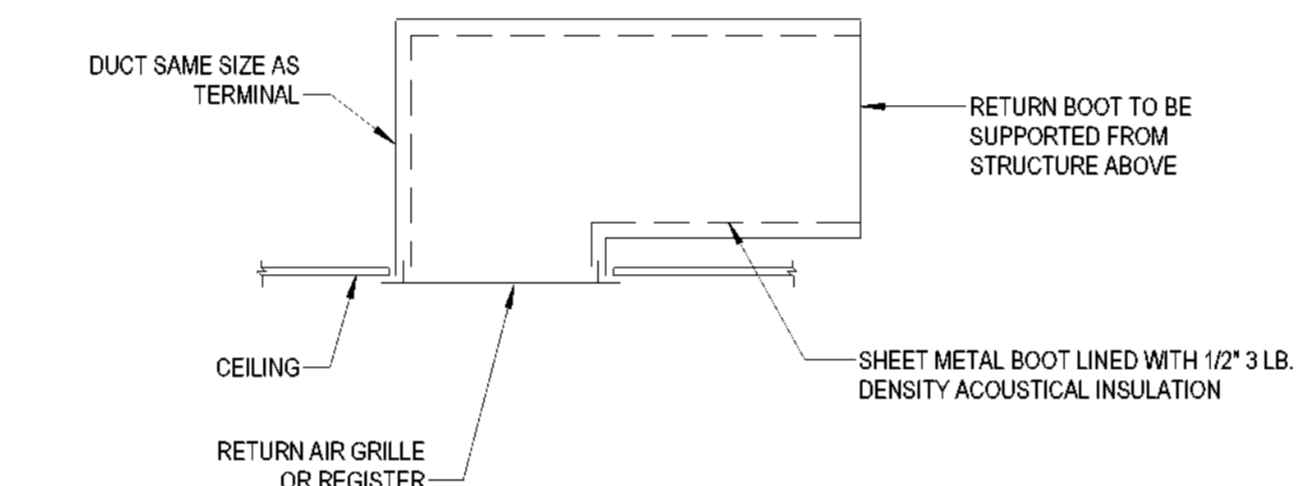 DUCT SAME SIZE AS
TERMINAL
RETURN BOOT TO BE
SUPPORTED FROM
STRUCTURE ABOVE
CEILING
SHEET METAL BOOT LINED WITH 1/2" 3 LB.
DENSITY ACOUSTICAL INSULATION
RETURN AIR GRILLE
OR REGISTER